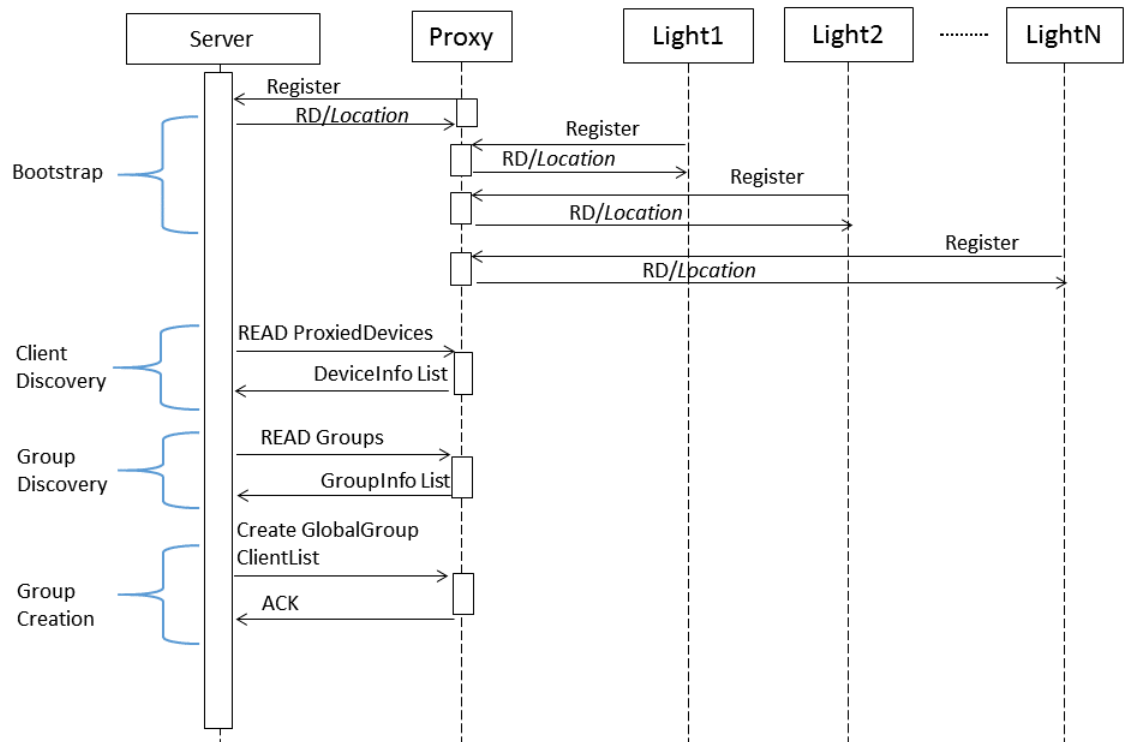 Server
Proxy
Light1
Light2
LightN
Register
RD/Location
Register
RD/Location
Bootstrap
Register
RD/Location
Register
RD/Location
READ ProxiedDevices
Client
Discovery
DeviceInfo List
READ Groups
Group
Discovery
GroupInfo List
Create GlobalGroup
ClientList
Group
Creation
ACK